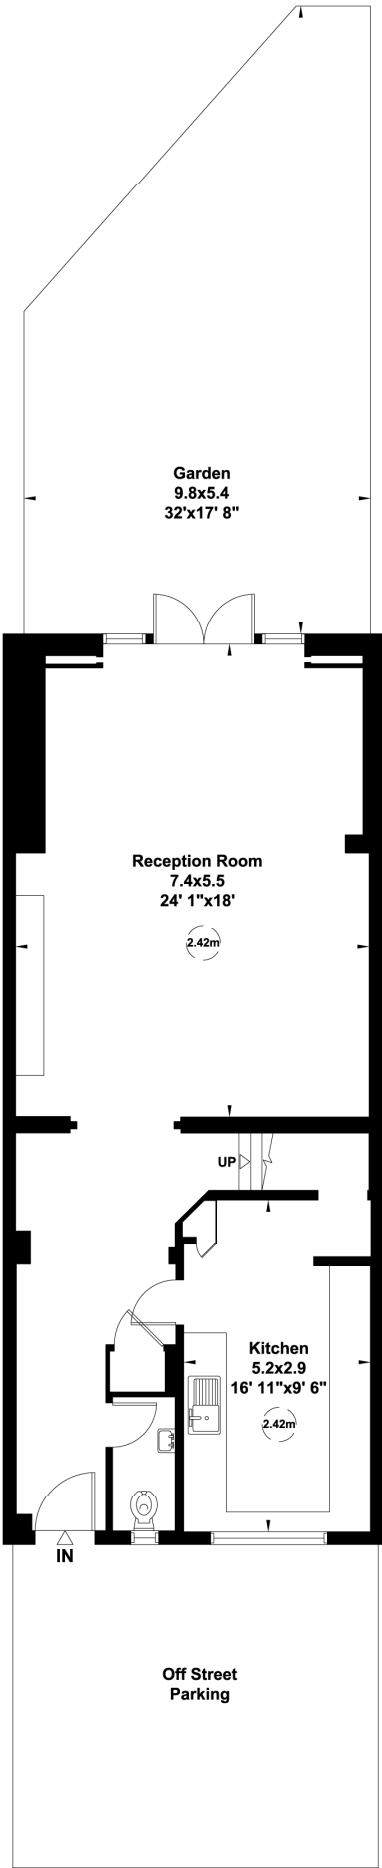 Garden
9.8x5.4
32'x17' 8"
Reception Room
7.4x5.5
24' 1"x18'
2.42m
UP
Kitchen
5.2x2.9
16' 11"x9' 6"
2.42m
IN
Off Street
Parking